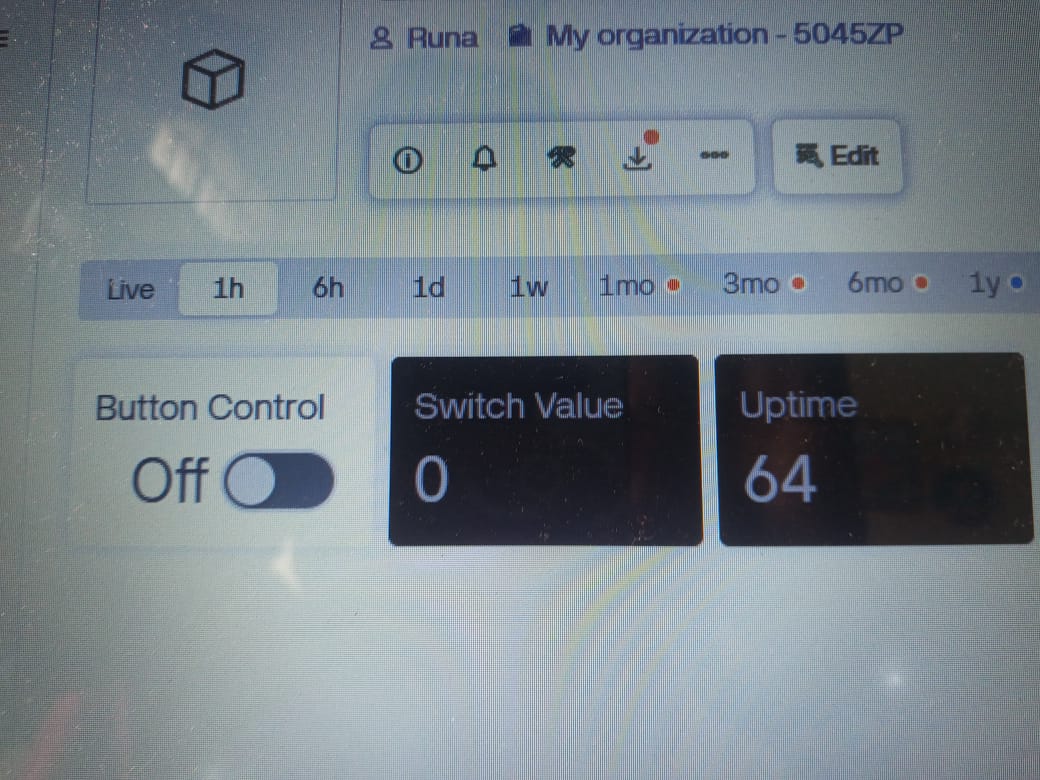 Runa My organization - 5045ZP
Edit
Live 1h 6h 1d 1w 1mo 3mo 6mo 1y
Button Control Switch Value Uptime
Off 0 64